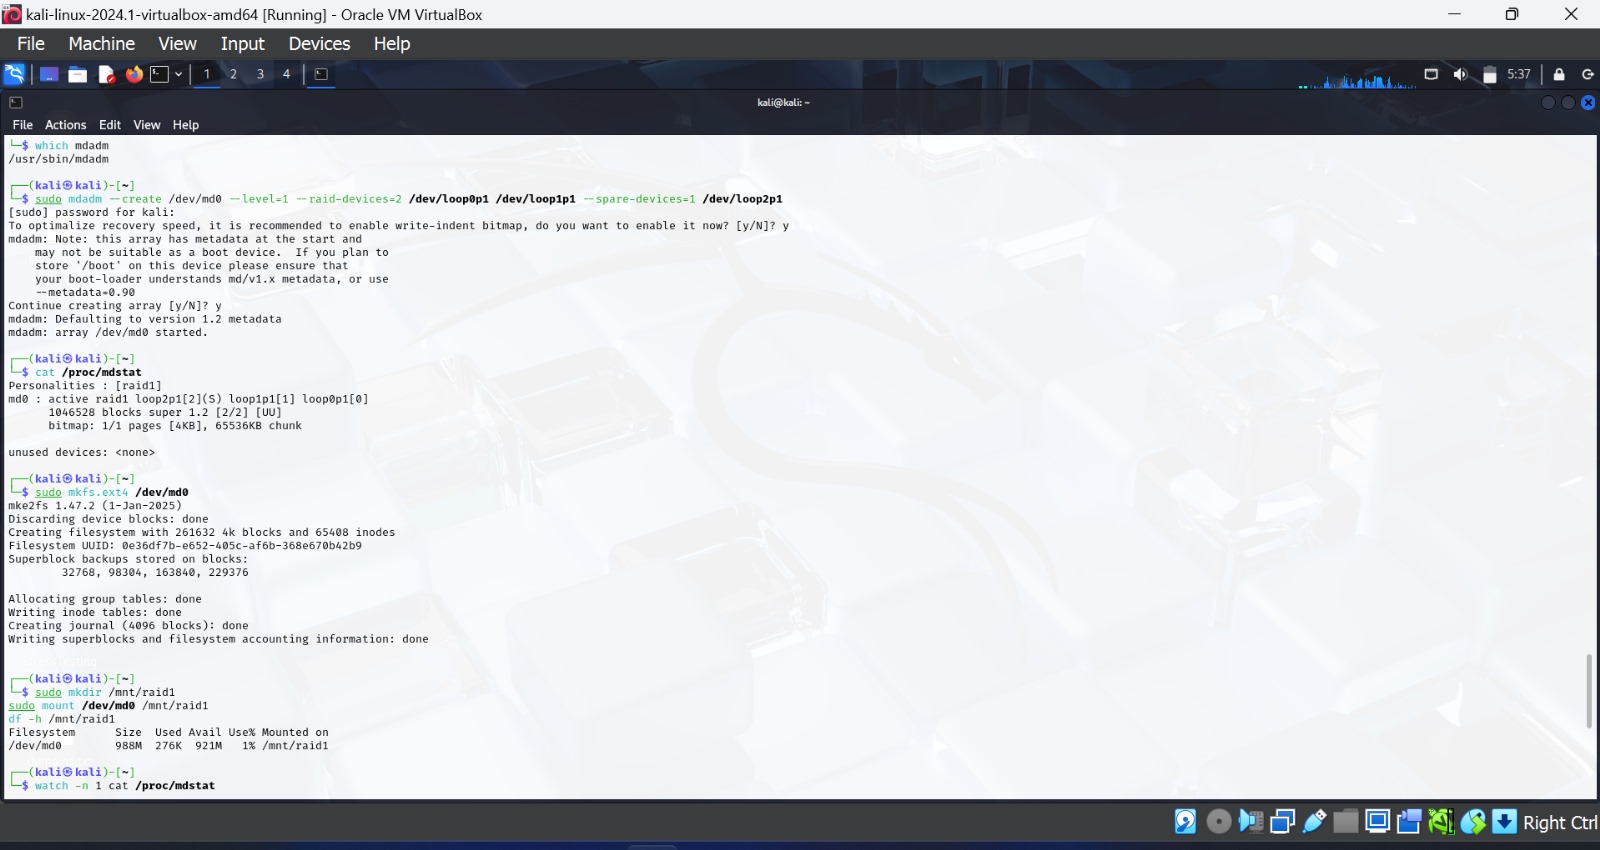 kali-linux-2024.1-virtualbox-amd64 [Running] - Oracle VM VirtualBox
File Machine View Input Devices Help
1 2 3 4 5:37
kali@kali: ~
File Actions Edit View Help
└─$ which mdadm
/usr/sbin/mdadm
┌──(kali㉿kali)-[~]
└─$ sudo mdadm --create /dev/md0 --level=1 --raid-devices=2 /dev/loop0p1 /dev/loop1p1 --spare-devices=1 /dev/loop2p1
[sudo] password for kali:
To optimalize recovery speed, it is recommended to enable write-indent bitmap, do you want to enable it now? [y/N]? y
mdadm: Note: this array has metadata at the start and
may not be suitable as a boot device. If you plan to
store '/boot' on this device please ensure that
your boot-loader understands md/v1.x metadata, or use
--metadata=0.90
Continue creating array [y/N]? y
mdadm: Defaulting to version 1.2 metadata
mdadm: array /dev/md0 started.
┌──(kali㉿kali)-[~]
└─$ cat /proc/mdstat
Personalities : [raid1]
md0 : active raid1 loop2p1[2](S) loop1p1[1] loop0p1[0]
1046528 blocks super 1.2 [2/2] [UU]
bitmap: 1/1 pages [4KB], 65536KB chunk
unused devices: <none>
┌──(kali㉿kali)-[~]
└─$ sudo mkfs.ext4 /dev/md0
mke2fs 1.47.2 (1-Jan-2025)
Discarding device blocks: done
Creating filesystem with 261632 4k blocks and 65408 inodes
Filesystem UUID: 0e36df7b-e652-405c-af6b-368e670b42b9
Superblock backups stored on blocks:
32768, 98304, 163840, 229376
Allocating group tables: done
Writing inode tables: done
Creating journal (4096 blocks): done
Writing superblocks and filesystem accounting information: done
┌──(kali㉿kali)-[~]
└─$ sudo mkdir /mnt/raid1
sudo mount /dev/md0 /mnt/raid1
df -h /mnt/raid1
Filesystem Size Used Avail Use% Mounted on
/dev/md0 988M 276K 921M 1% /mnt/raid1
┌──(kali㉿kali)-[~]
└─$ watch -n 1 cat /proc/mdstat
Right Ctrl